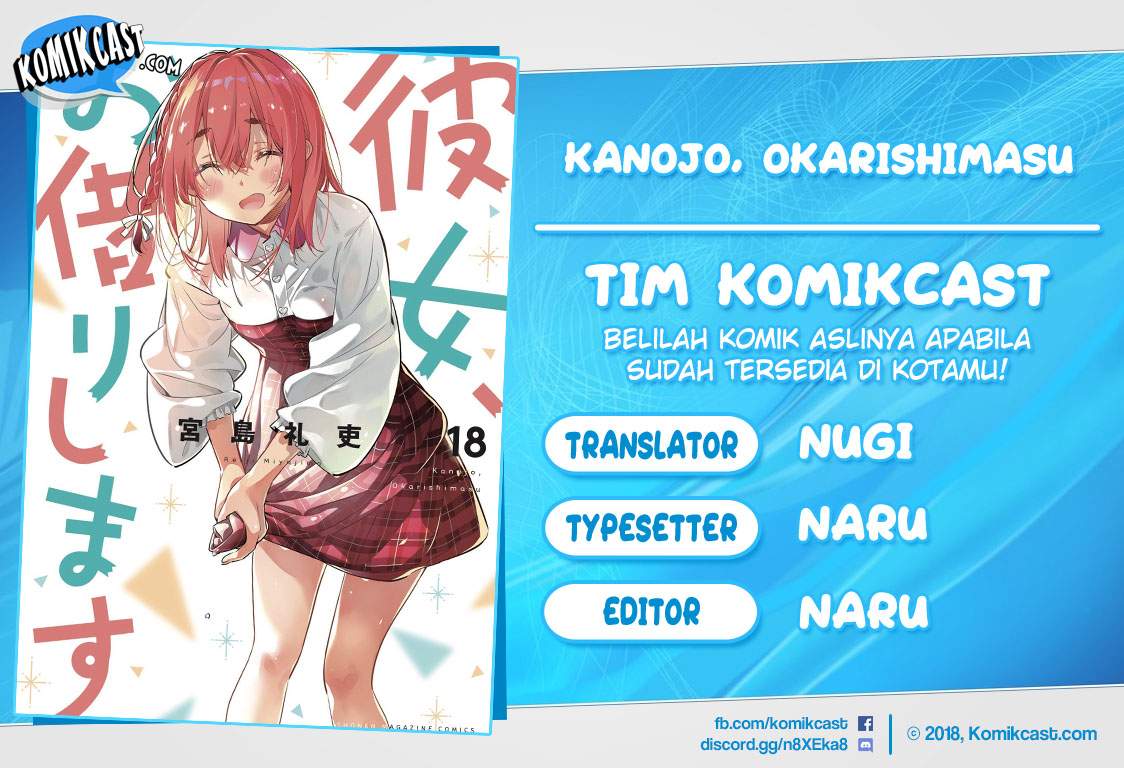 KOMIKCAST
.COM
彼女、
お借りします
宮島礼吏
18
Reiji Miyajima
Kanojo,
Okarishimasu
MAGAZINE COMICS
KANOJO, OKARISHIMASU
TIM KOMIKCAST
BELILAH KOMIK ASLINYA APABILA
SUDAH TERSEDIA DI KOTAMU!
TRANSLATOR NUGI
TYPESETTER NARU
EDITOR NARU
fb.com/komikcast
discord.gg/n8XEka8
© 2018, Komikcast.com